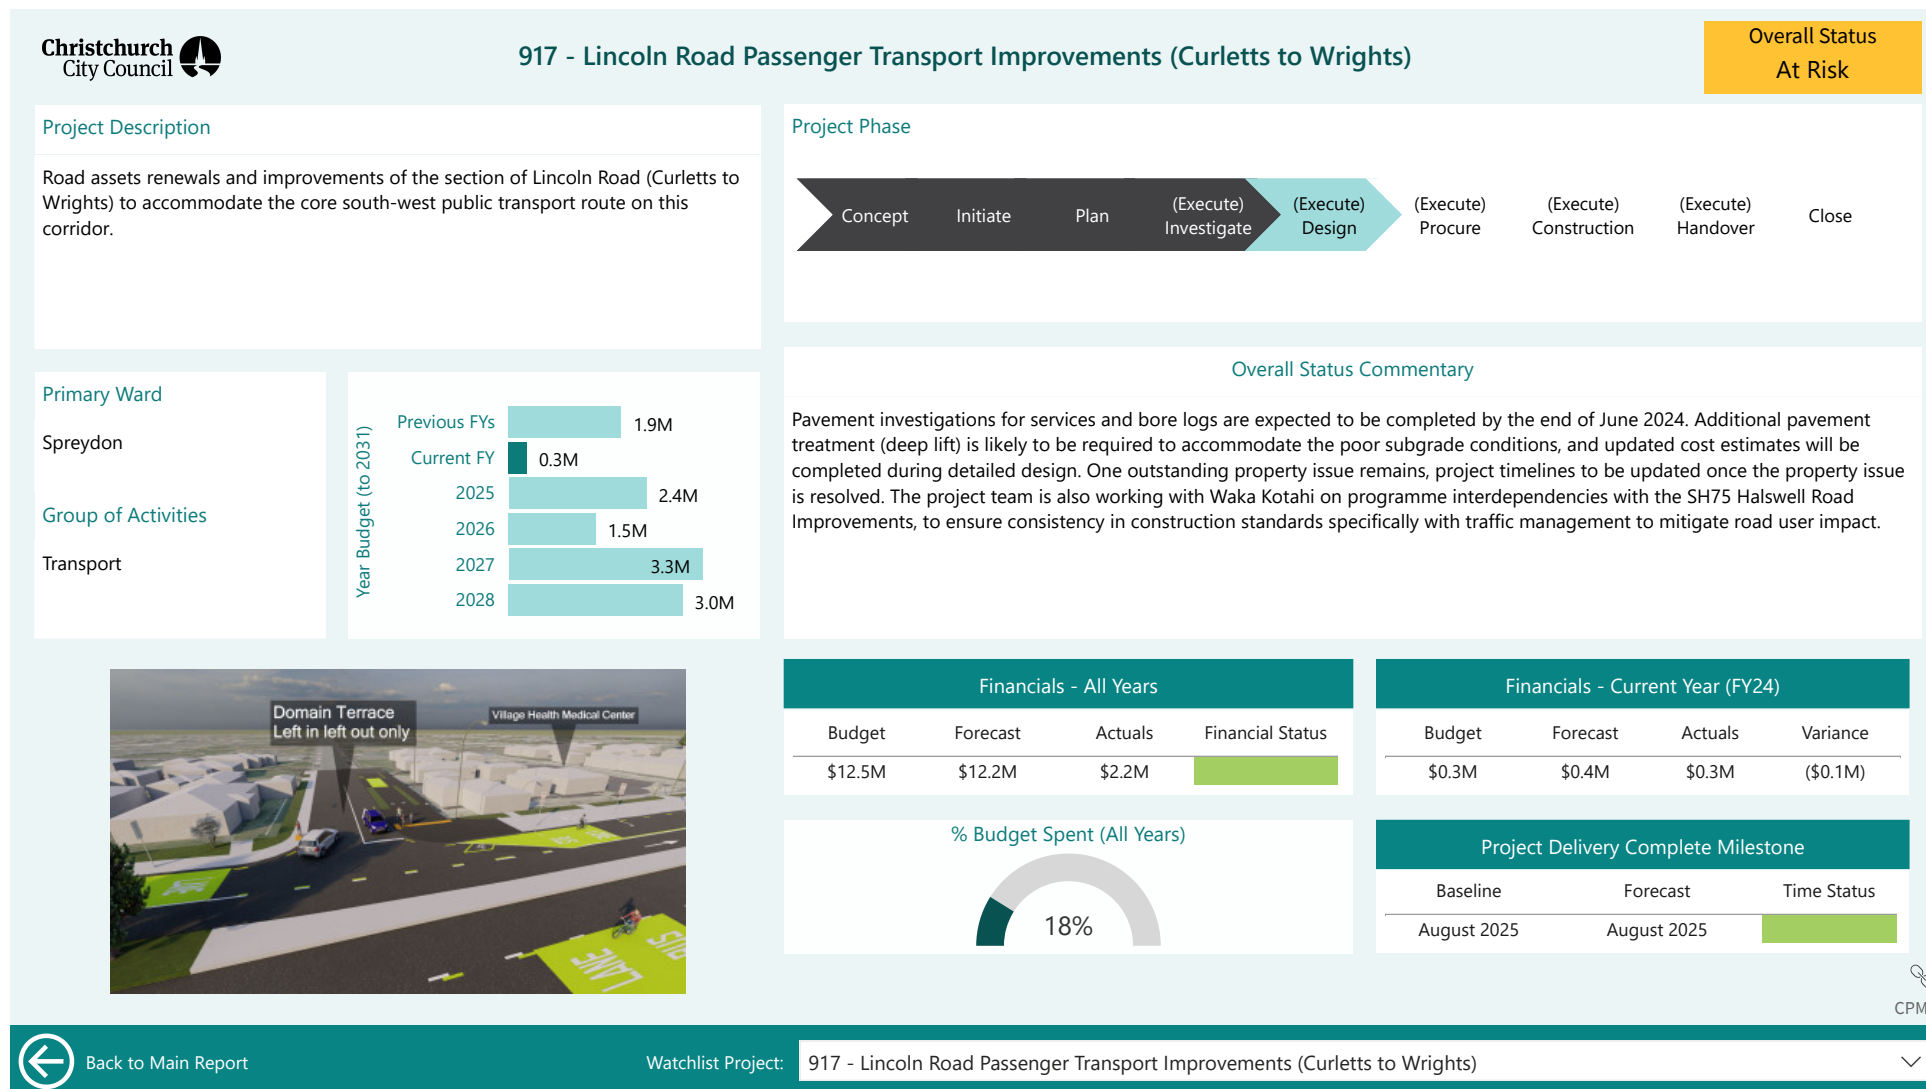 Christchurch
City Council
917 - Lincoln Road Passenger Transport Improvements (Curletts to Wrights)
Overall Status
At Risk
Project Description
Road assets renewals and improvements of the section of Lincoln Road (Curletts to
Wrights) to accommodate the core south-west public transport route on this
corridor.
Project Phase
Concept
Initiate
Plan
(Execute)
Investigate
(Execute)
Design
(Execute)
Procure
(Execute)
Construction
(Execute)
Handover
Close
Primary Ward
Spreydon
Group of Activities
Transport
Year Budget (to 2031)
Previous FYs 1.9M
Current FY 0.3M
2025 2.4M
2026 1.5M
2027 3.3M
2028 3.0M
Overall Status Commentary
Pavement investigations for services and bore logs are expected to be completed by the end of June 2024. Additional pavement
treatment (deep lift) is likely to be required to accommodate the poor subgrade conditions, and updated cost estimates will be
completed during detailed design. One outstanding property issue remains, project timelines to be updated once the property issue
is resolved. The project team is also working with Waka Kotahi on programme interdependencies with the SH75 Halswell Road
Improvements, to ensure consistency in construction standards specifically with traffic management to mitigate road user impact.
Domain Terrace
Left in left out only
Village Health Medical Center
LANE
BUS
Financials - All Years
Budget Forecast Actuals Financial Status
$12.5M $12.2M $2.2M
Financials - Current Year (FY24)
Budget Forecast Actuals Variance
$0.3M $0.4M $0.3M ($0.1M)
% Budget Spent (All Years)
18%
Project Delivery Complete Milestone
Baseline Forecast Time Status
August 2025 August 2025
CPM
Back to Main Report
Watchlist Project:
917 - Lincoln Road Passenger Transport Improvements (Curletts to Wrights)